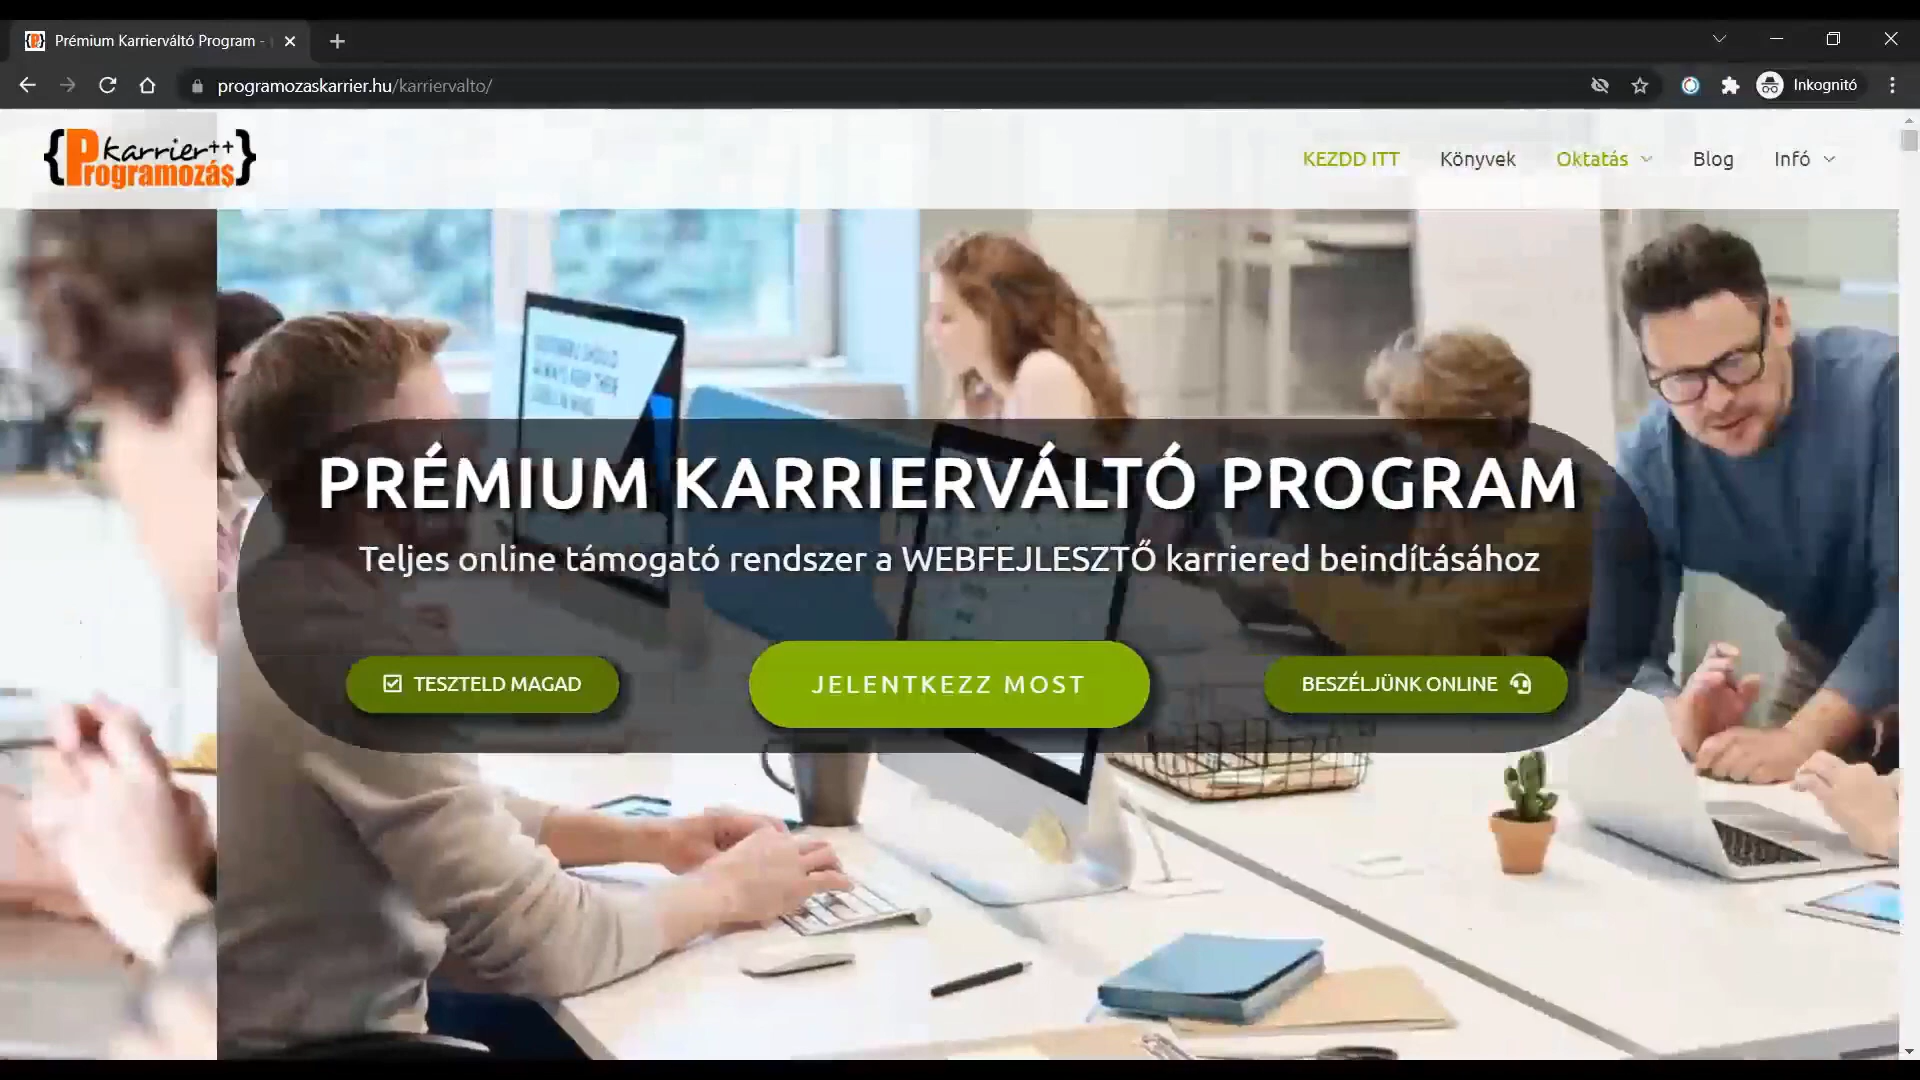 Prémium Karrierváltó Program -
programozaskarrier.hu/karriervalto/
Inkognitó
{Programozás karrier++}
KEZDD ITT
Könyvek
Oktatás
Blog
Infó
PRÉMIUM KARRIERVÁLTÓ PROGRAM
Teljes online támogató rendszer a WEBFEJLESZTŐ karriered beindításához
TESZTELD MAGAD
JELENTKEZZ MOST
BESZÉLJÜNK ONLINE